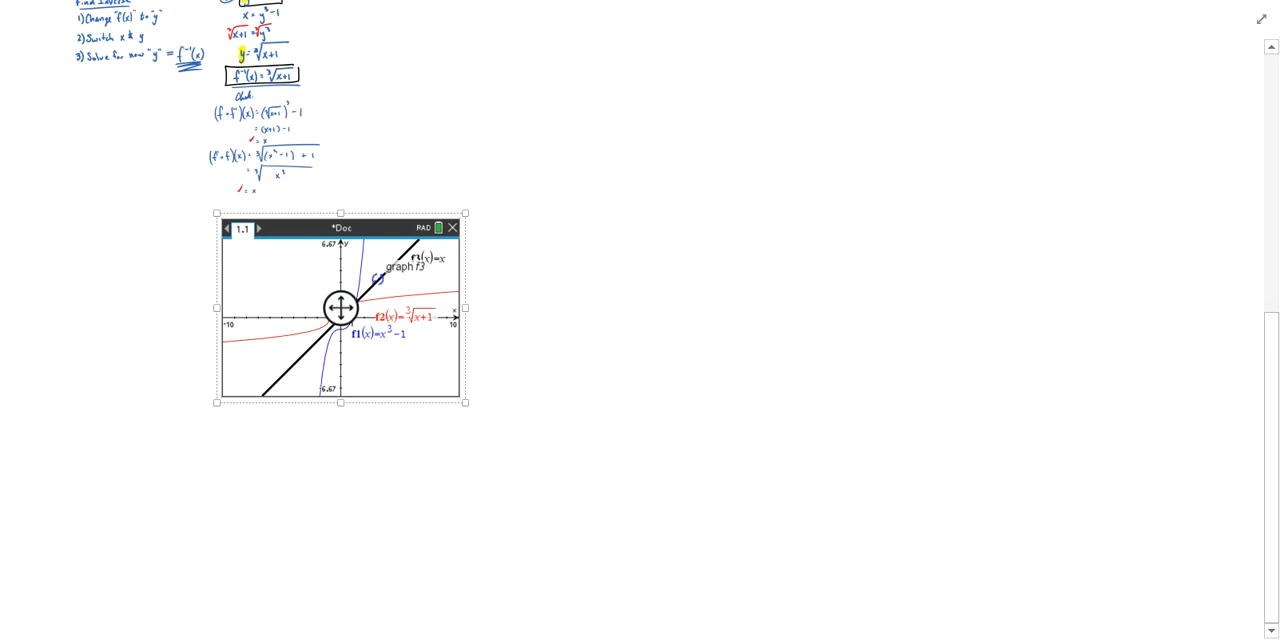 Find Inverse
1) Change "f(x)" to "y"
2) Switch x & y
3) Solve for new "y" = f⁻¹(x)
x = y³-1
∛x+1 = ∛y³
y = ∛x+1
f⁻¹(x) = ∛x+1
Check:
(f∘f⁻¹)(x) = (∛x+1)³ - 1
= (x+1) - 1
✓ = x
(f⁻¹∘f)(x) = ∛(x³-1) + 1
= ∛x³
✓ = x
1.1 *Doc RAD
6.67 y
f3(x)=x
graph f3
x
-10 1 10
f2(x)=∛x+1
f1(x)=x³-1
-6.67